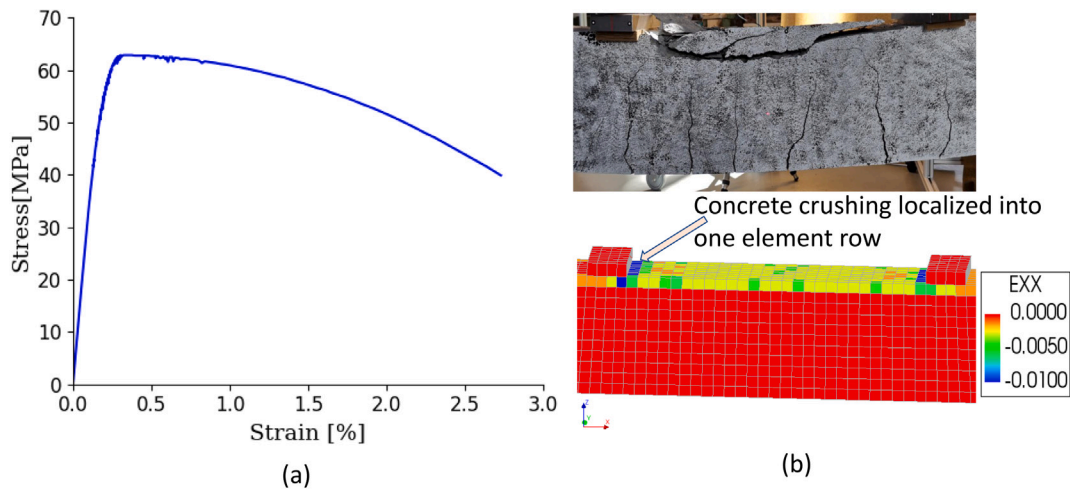 70
60
50
40
30
20
10
0
Stress[MPa]
0.0 0.5 1.0 1.5 2.0 2.5 3.0
Strain [%]
(a)
Concrete crushing localized into
one element row
EXX
0.0000
-0.0050
-0.0100
Z
Y
X
(b)